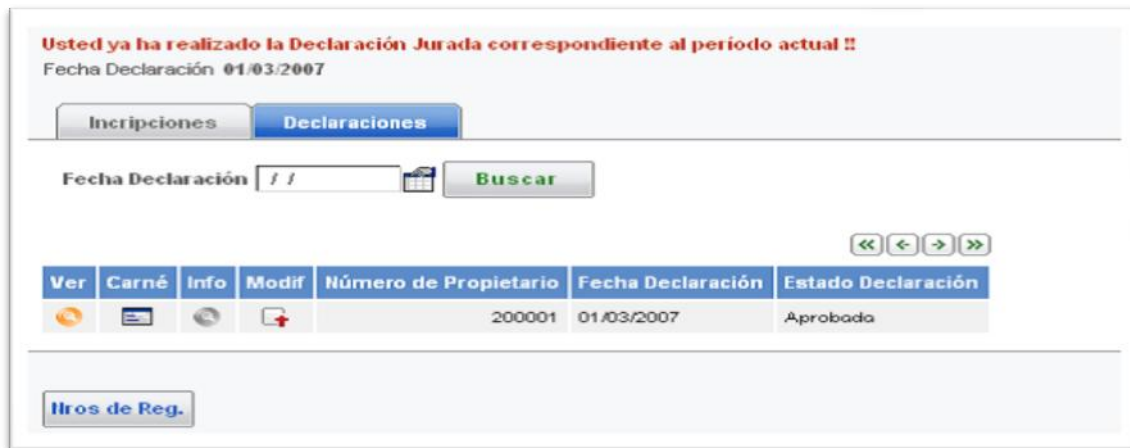 Usted ya ha realizado la Declaración Jurada correspondiente al período actual !!
Fecha Declaración 01/03/2007
Incripciones Declaraciones
Fecha Declaración / / Buscar
Ver Carné Info Modif Número de Propietario Fecha Declaración Estado Declaración
200001 01/03/2007 Aprobada
Nros de Reg.